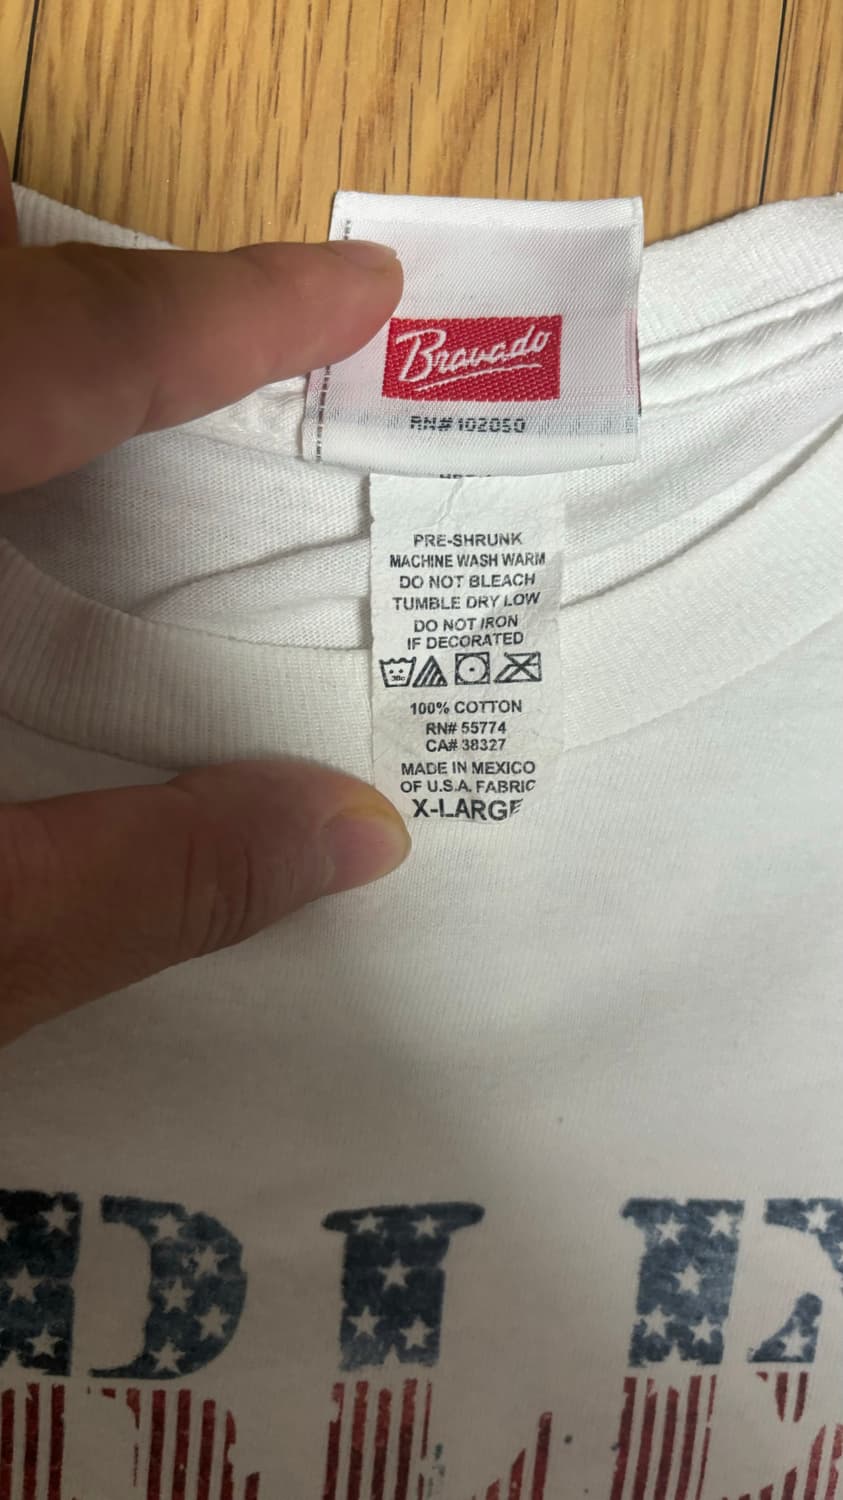 Bravado
RN# 102050
PRE-SHRUNK
MACHINE WASH WARM
DO NOT BLEACH
TUMBLE DRY LOW
DO NOT IRON
IF DECORATED
30c
100% COTTON
RN# 55774
CA# 38327
MADE IN MEXICO
OF U.S.A. FABRIC
X-LARGE